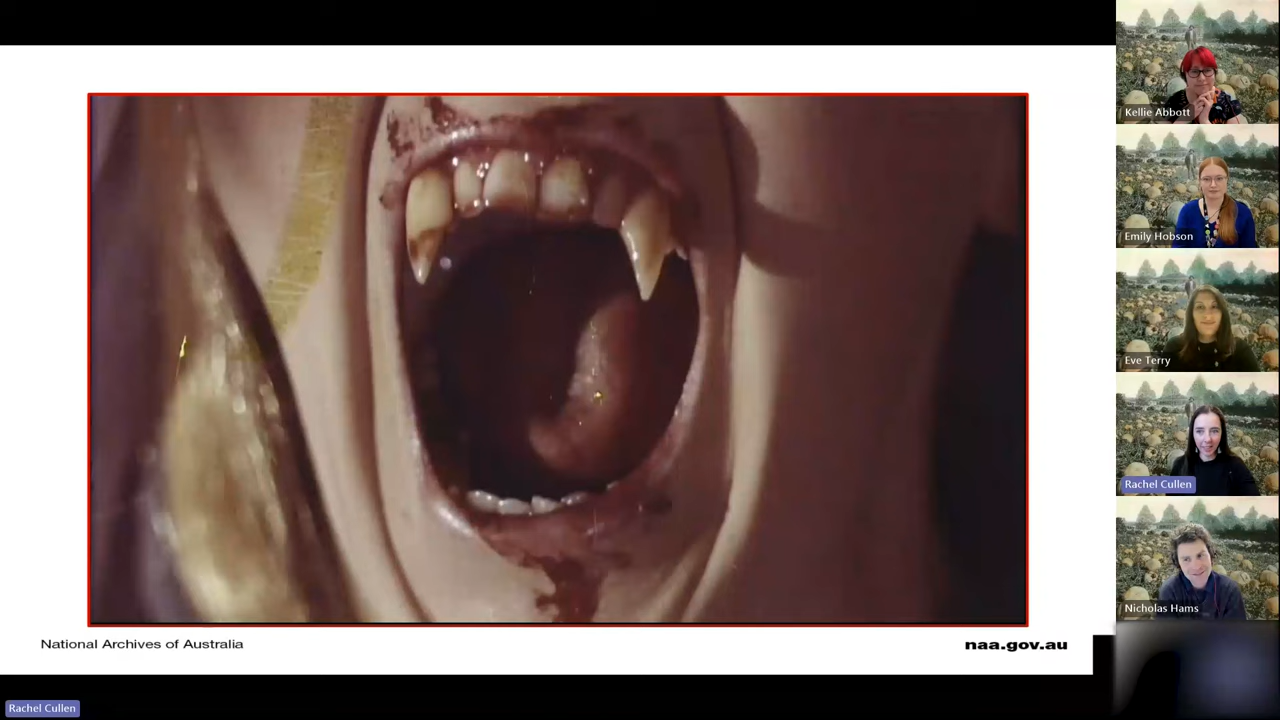 National Archives of Australia
naa.gov.au
Rachel Cullen
Kellie Abbott
Emily Hobson
Eve Terry
Rachel Cullen
Nicholas Hams